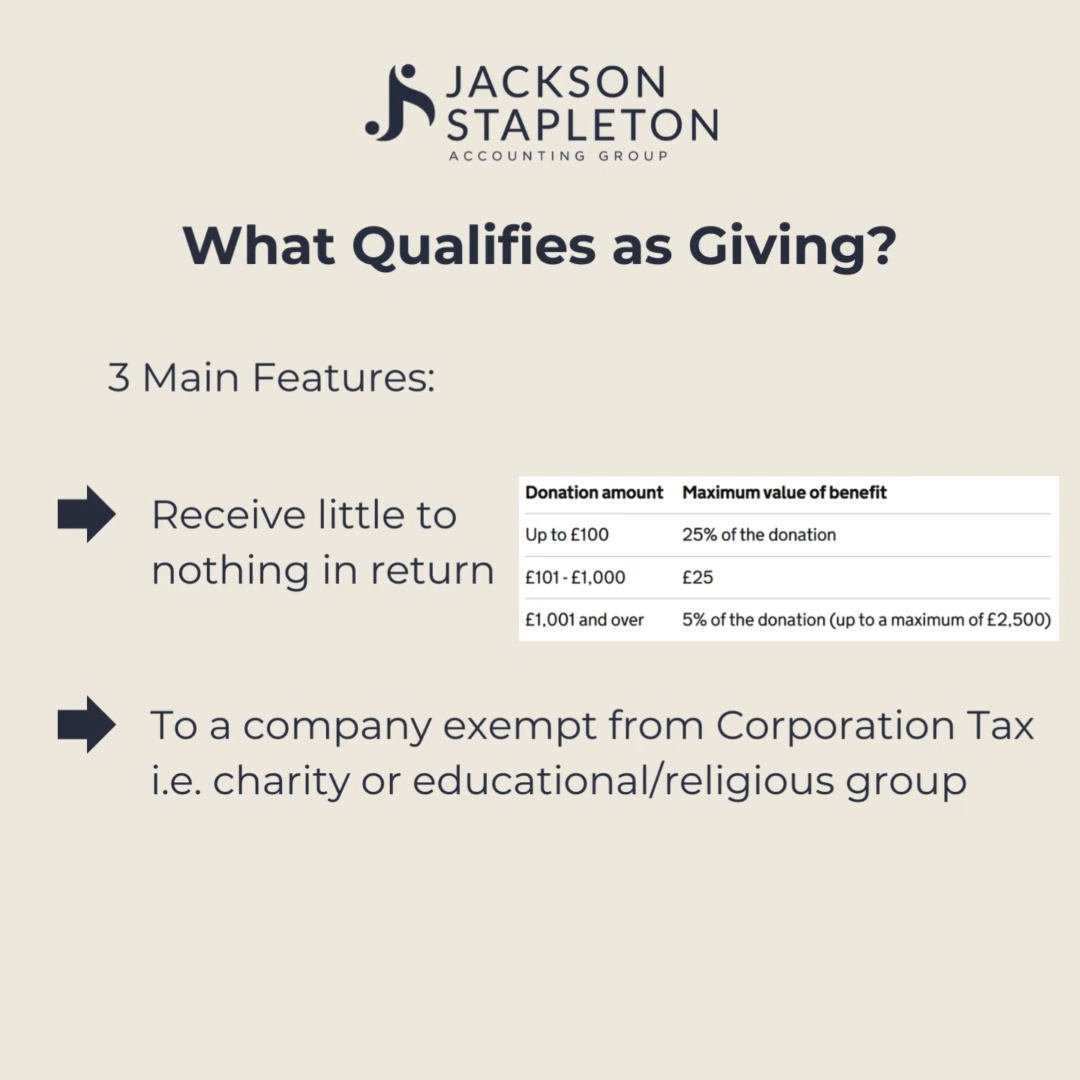 JACKSON
STAPLETON
ACCOUNTING GROUP
What Qualifies as Giving?
3 Main Features:
Receive little to
nothing in return
Donation amount Maximum value of benefit
Up to £100 25% of the donation
£101 - £1,000 £25
£1,001 and over 5% of the donation (up to a maximum of £2,500)
To a company exempt from Corporation Tax
i.e. charity or educational/religious group